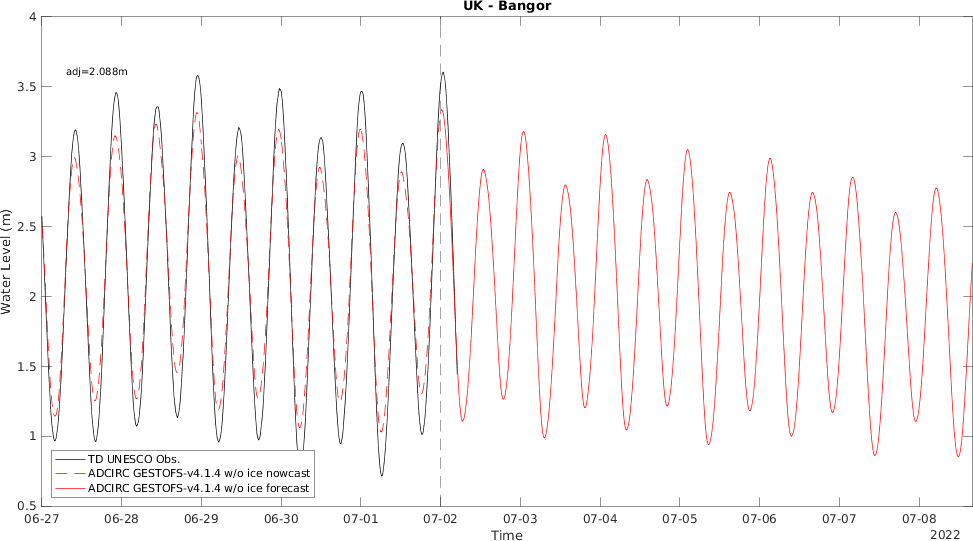 UK - Bangor
4
adj=2.088m
3.5
3
2.5
Water Level (m)
2
1.5
1
TD UNESCO Obs.
ADCIRC GESTOFS-v4.1.4 w/o ice nowcast
ADCIRC GESTOFS-v4.1.4 w/o ice forecast
0.5
06-27 06-28 06-29 06-30 07-01 07-02 07-03 07-04 07-05 07-06 07-07 07-08
Time
2022